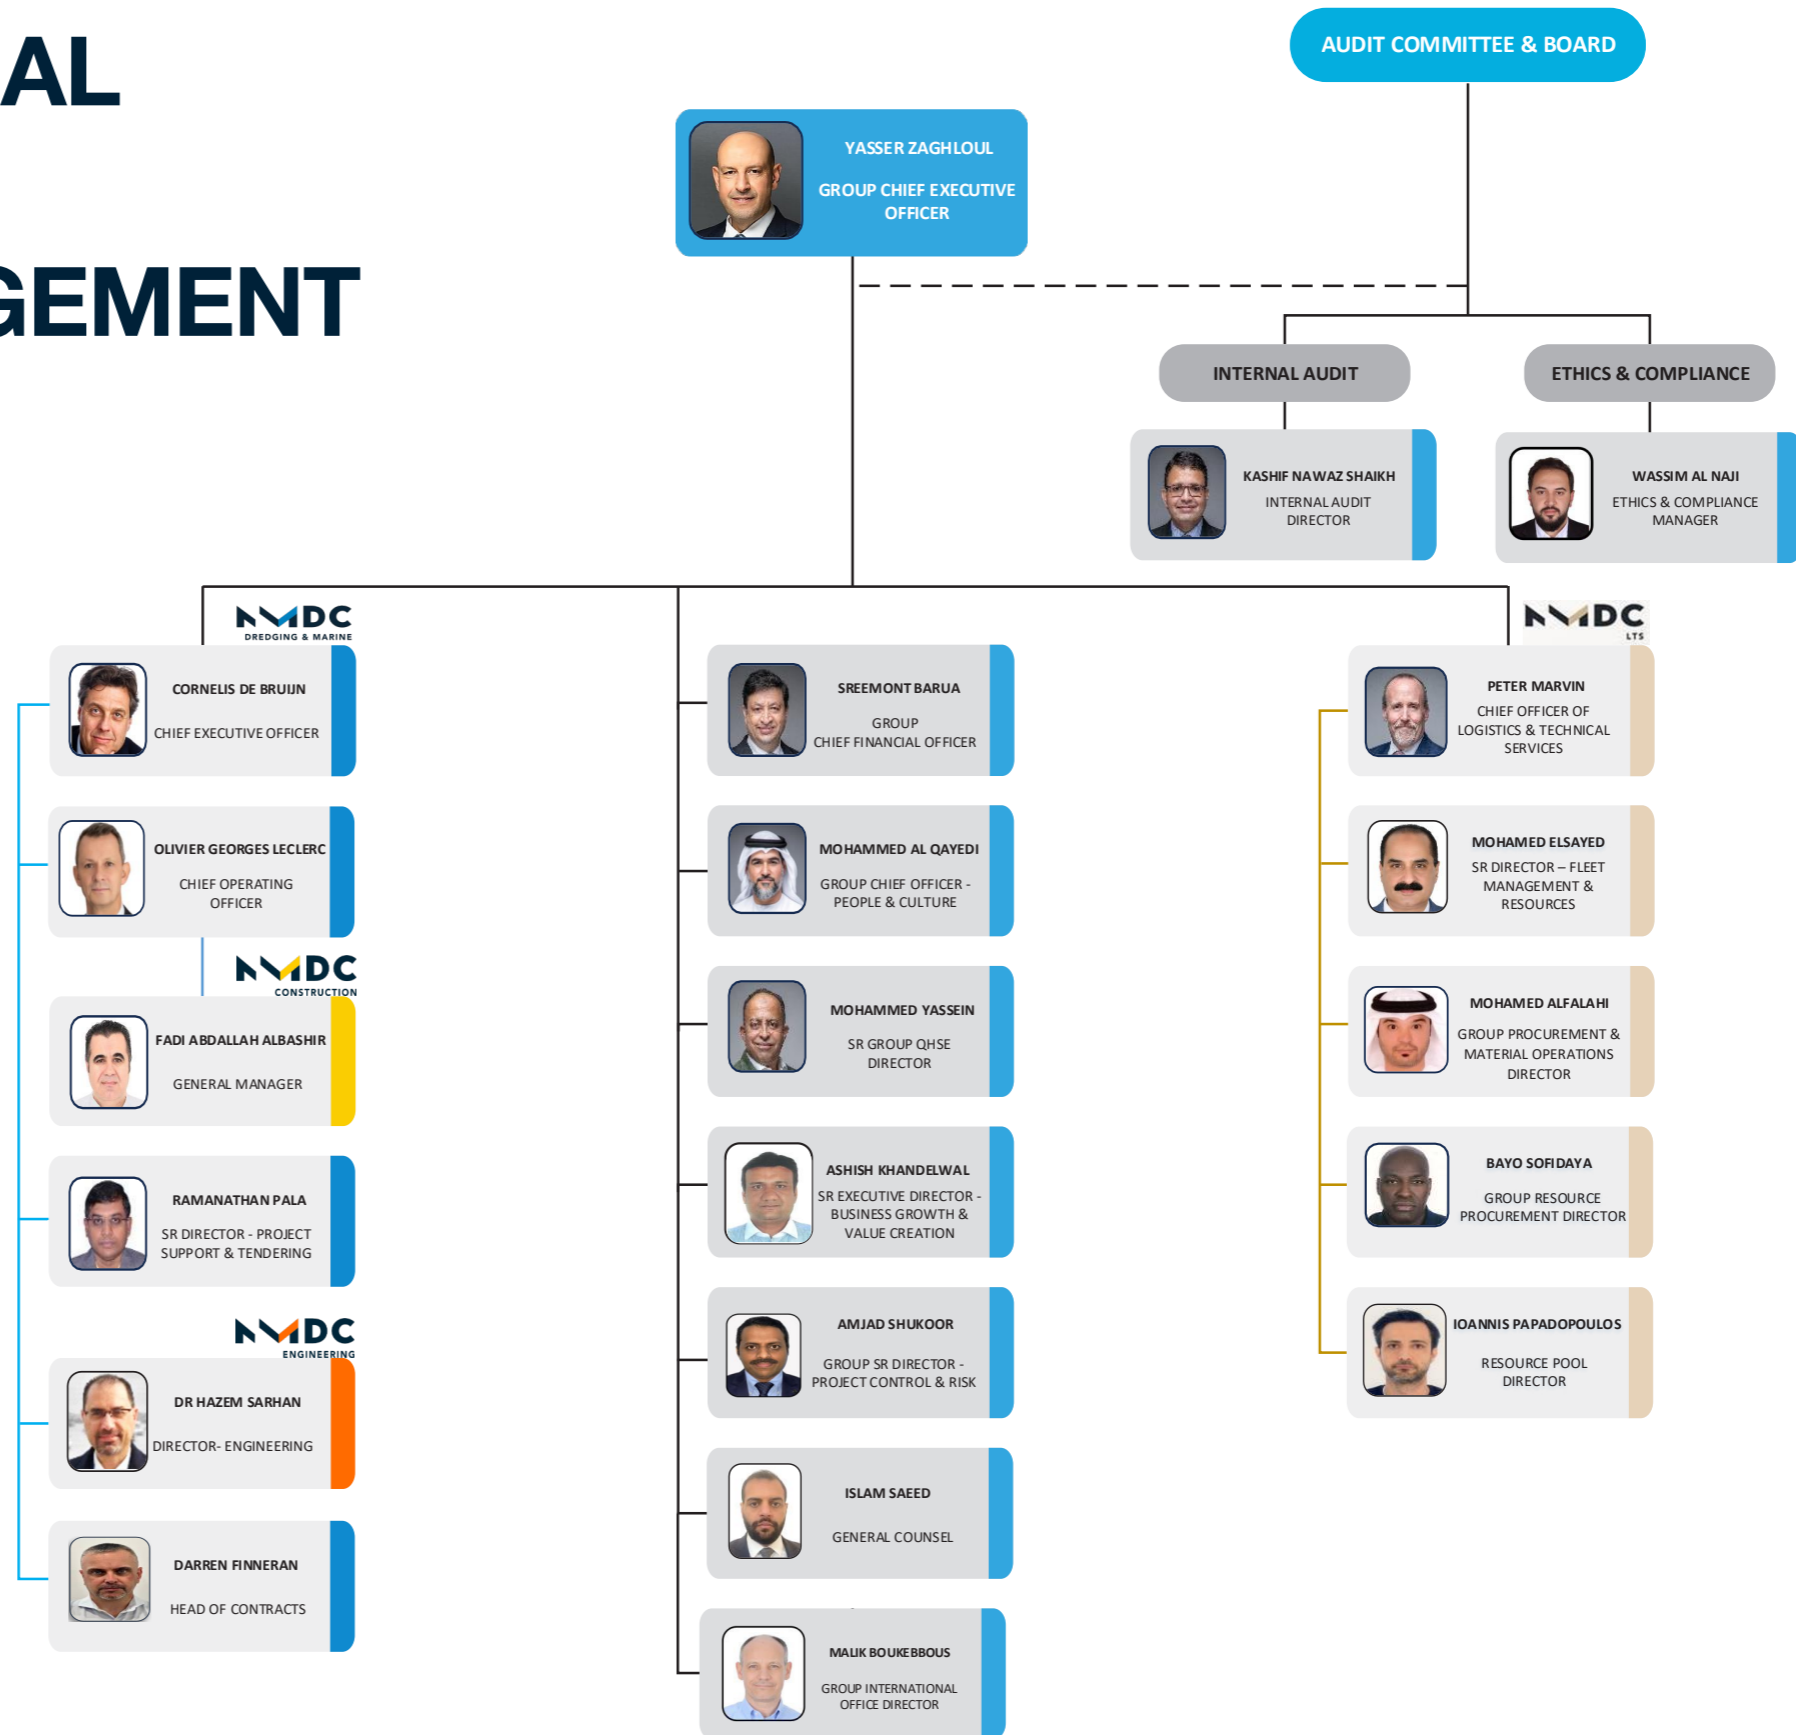 AL
GEMENT
AUDIT COMMITTEE & BOARD
YASSER ZAGHLOUL
GROUP CHIEF EXECUTIVE
OFFICER
INTERNAL AUDIT
ETHICS & COMPLIANCE
KASHIF NAWAZ SHAIKH
INTERNAL AUDIT
DIRECTOR
WASSIM AL NAJI
ETHICS & COMPLIANCE
MANAGER
NMDC
DREDGING & MARINE
CORNELIS DE BRUIJN
CHIEF EXECUTIVE OFFICER
OLIVIER GEORGES LECLERC
CHIEF OPERATING
OFFICER
NMDC
CONSTRUCTION
FADI ABDALLAH ALBASHIR
GENERAL MANAGER
RAMANATHAN PALA
SR DIRECTOR - PROJECT
SUPPORT & TENDERING
NMDC
ENGINEERING
DR HAZEM SARHAN
DIRECTOR- ENGINEERING
DARREN FINNERAN
HEAD OF CONTRACTS
SREEMONT BARUA
GROUP
CHIEF FINANCIAL OFFICER
MOHAMMED AL QAYEDI
GROUP CHIEF OFFICER -
PEOPLE & CULTURE
MOHAMMED YASSEIN
SR GROUP QHSE
DIRECTOR
ASHISH KHANDELWAL
SR EXECUTIVE DIRECTOR -
BUSINESS GROWTH &
VALUE CREATION
AMJAD SHUKOOR
GROUP SR DIRECTOR -
PROJECT CONTROL & RISK
ISLAM SAEED
GENERAL COUNSEL
MALIK BOUKEBBOUS
GROUP INTERNATIONAL
OFFICE DIRECTOR
NMDC
LTS
PETER MARVIN
CHIEF OFFICER OF
LOGISTICS & TECHNICAL
SERVICES
MOHAMED ELSAYED
SR DIRECTOR – FLEET
MANAGEMENT &
RESOURCES
MOHAMED ALFALAHI
GROUP PROCUREMENT &
MATERIAL OPERATIONS
DIRECTOR
BAYO SOFIDAYA
GROUP RESOURCE
PROCUREMENT DIRECTOR
IOANNIS PAPADOPOULOS
RESOURCE POOL
DIRECTOR